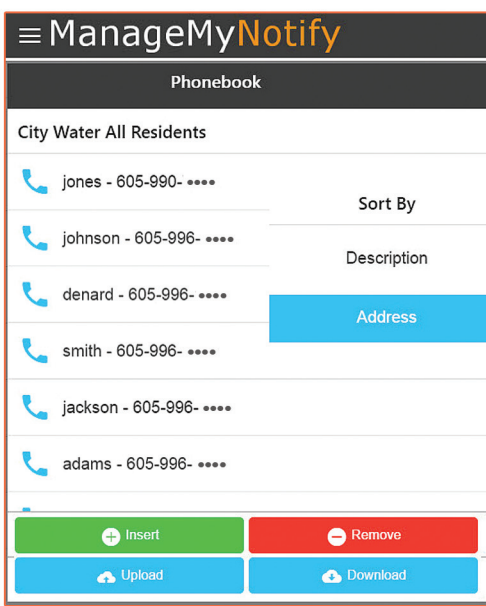 ManageMyNotify
Phonebook
City Water All Residents
jones - 605-990- ••••
johnson - 605-996- ••••
denard - 605-996- ••••
smith - 605-996- ••••
jackson - 605-996- ••••
adams - 605-996- ••••
Sort By
Description
Address
Insert
Remove
Upload
Download